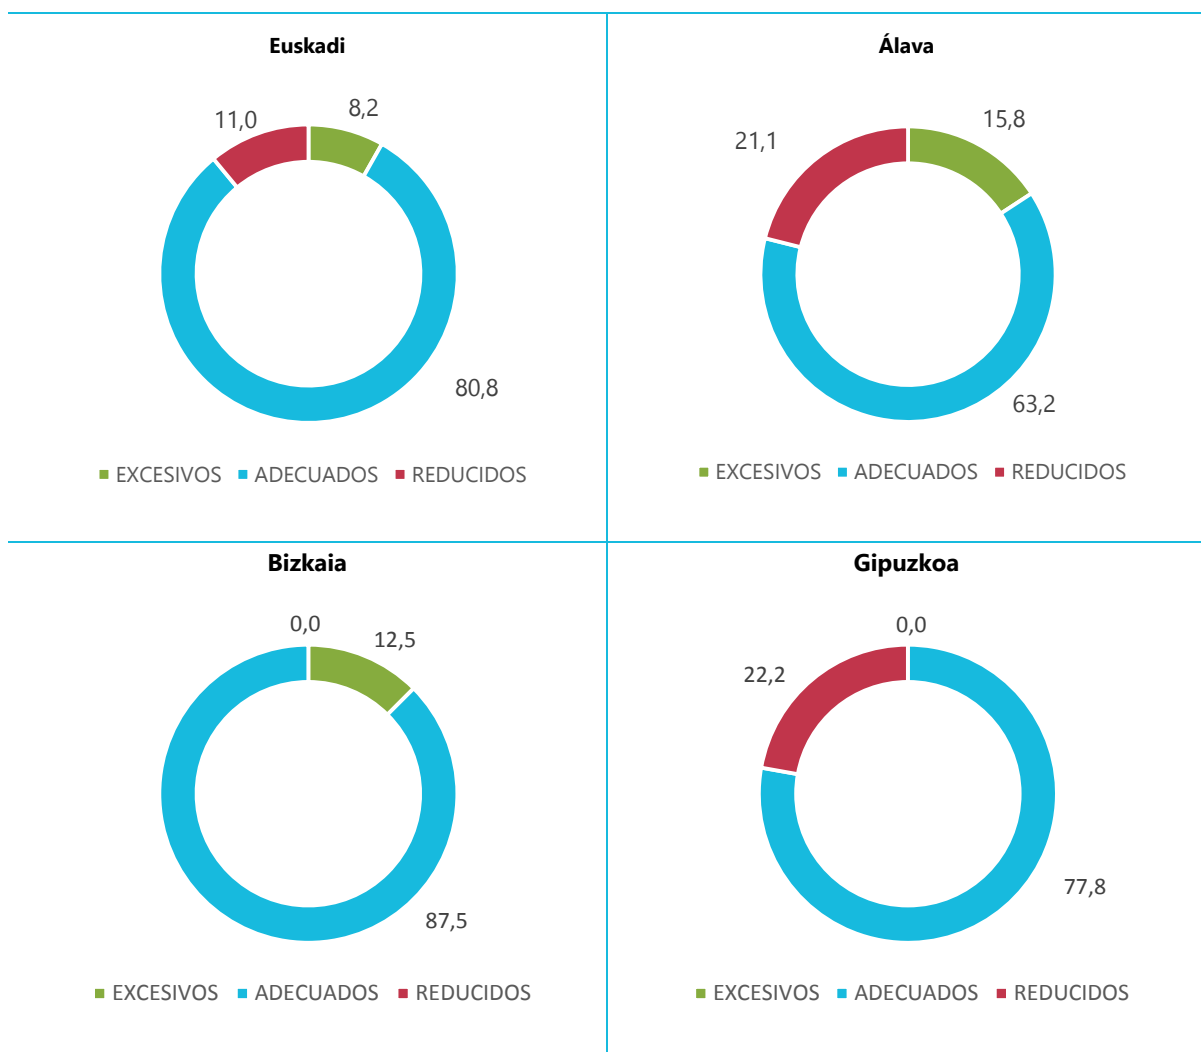 Euskadi
11,0
8,2
80,8
EXCESIVOS ADECUADOS REDUCIDOS
Álava
21,1
15,8
63,2
EXCESIVOS ADECUADOS REDUCIDOS
Bizkaia
0,0
12,5
87,5
EXCESIVOS ADECUADOS REDUCIDOS
Gipuzkoa
0,0
22,2
77,8
EXCESIVOS ADECUADOS REDUCIDOS